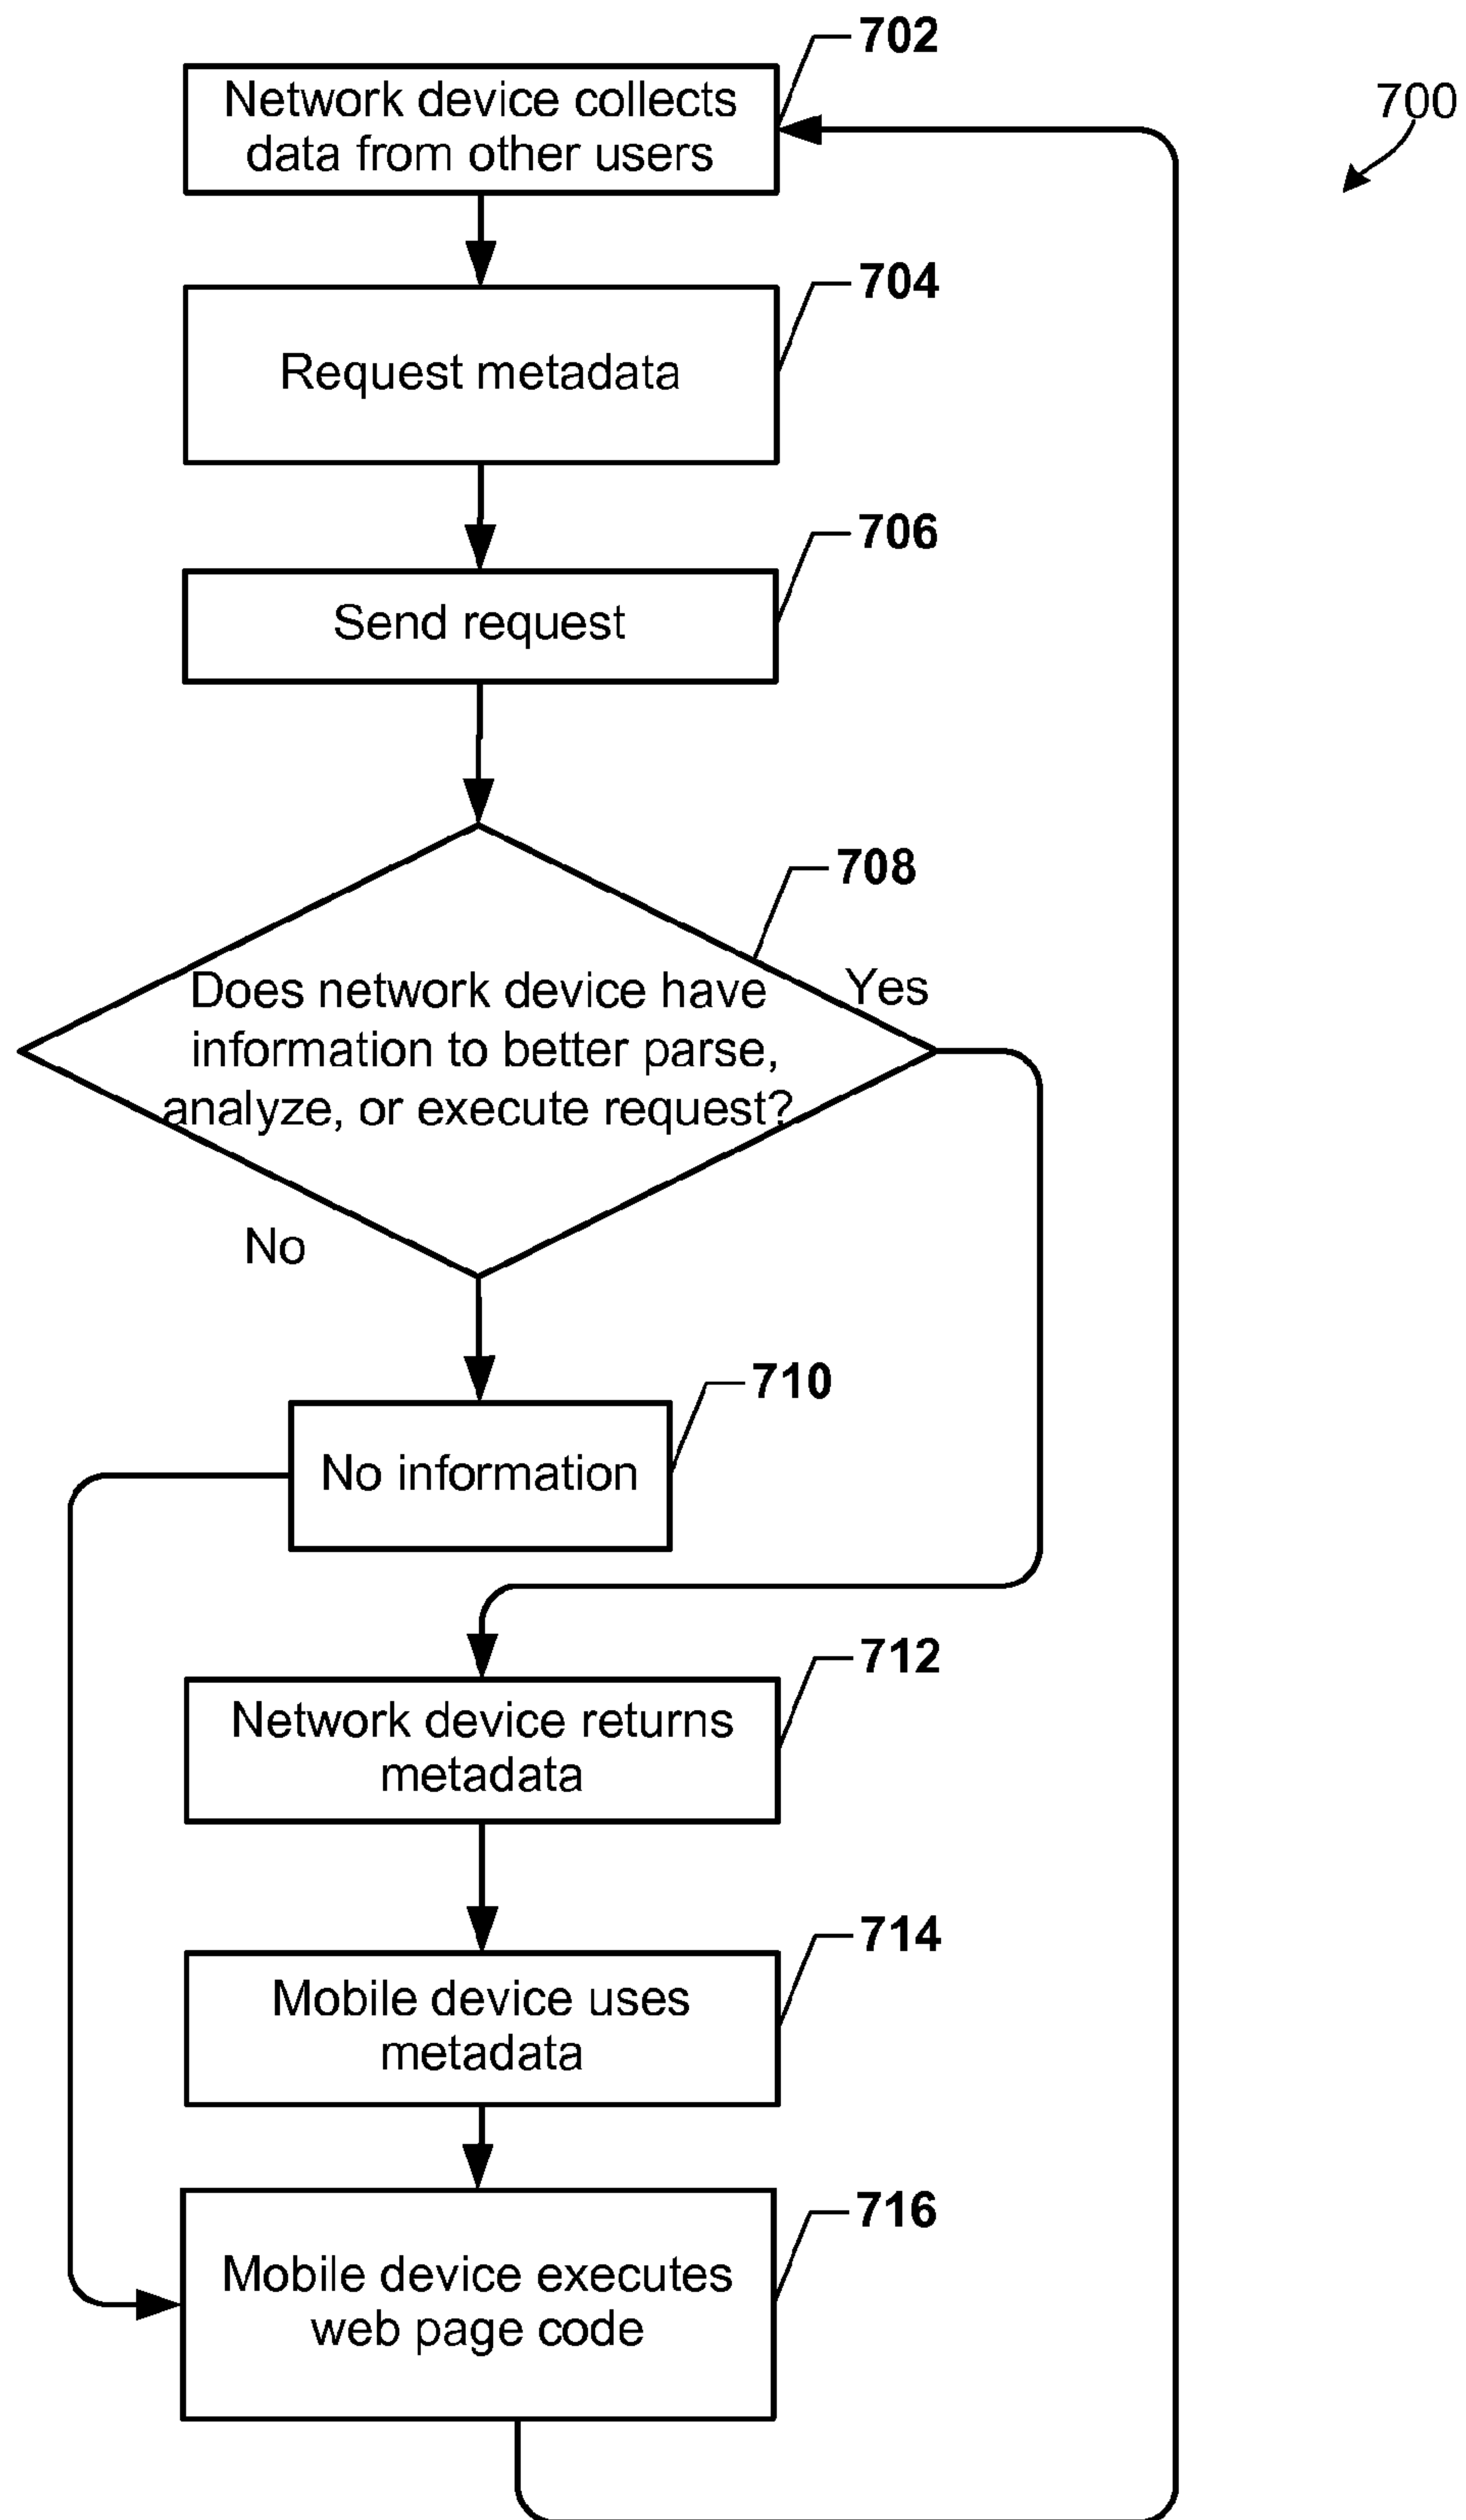 702
Network device collects
data from other users
700
704
Request metadata
706
Send request
708
Does network device have
information to better parse,
analyze, or execute request?
Yes
No
710
No information
712
Network device returns
metadata
714
Mobile device uses
metadata
716
Mobile device executes
web page code